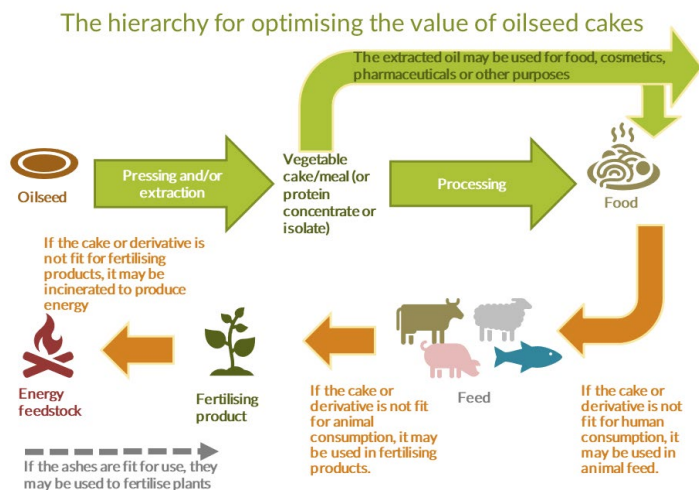 The hierarchy for optimising the value of oilseed cakes
The extracted oil may be used for food, cosmetics,
pharmaceuticals or other purposes
Oilseed
Pressing and/or
extraction
Vegetable
cake/meal (or
protein
concentrate or
isolate)
Processing
Food
If the cake or derivative is
not fit for fertilising
products, it may be
incinerated to produce
energy
Energy
feedstock
Fertilising
product
If the cake or
derivative is not fit
for animal
consumption, it may
be used in fertilising
products.
Feed
If the cake or
derivative is not
fit for human
consumption, it
may be used in
animal feed.
If the ashes are fit for use, they
may be used to fertilise plants